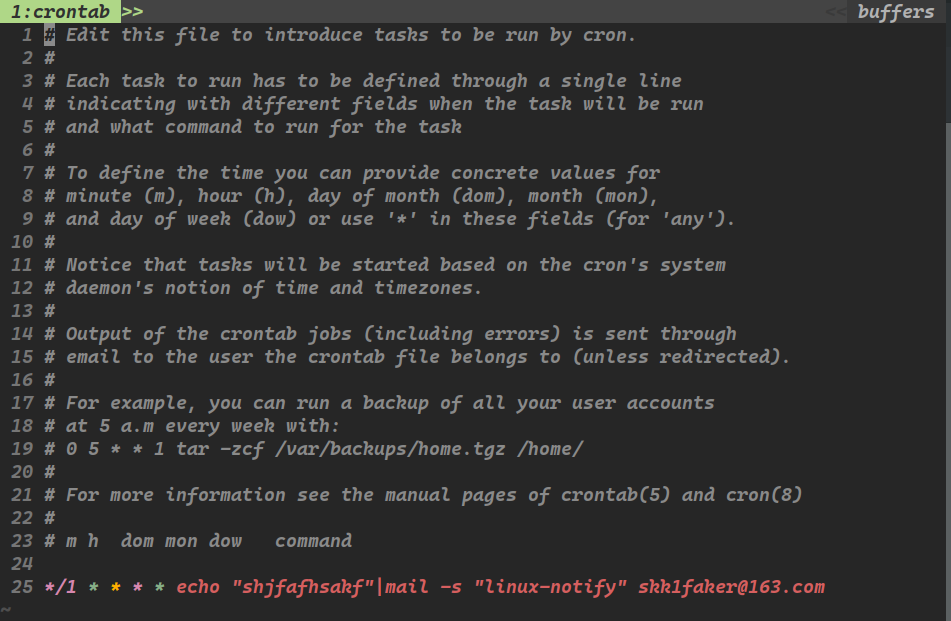 1:crontab >> << buffers
1 # Edit this file to introduce tasks to be run by cron.
2 #
3 # Each task to run has to be defined through a single line
4 # indicating with different fields when the task will be run
5 # and what command to run for the task
6 #
7 # To define the time you can provide concrete values for
8 # minute (m), hour (h), day of month (dom), month (mon),
9 # and day of week (dow) or use '*' in these fields (for 'any').
10 #
11 # Notice that tasks will be started based on the cron's system
12 # daemon's notion of time and timezones.
13 #
14 # Output of the crontab jobs (including errors) is sent through
15 # email to the user the crontab file belongs to (unless redirected).
16 #
17 # For example, you can run a backup of all your user accounts
18 # at 5 a.m every week with:
19 # 0 5 * * 1 tar -zcf /var/backups/home.tgz /home/
20 #
21 # For more information see the manual pages of crontab(5) and cron(8)
22 #
23 # m h  dom mon dow   command
24
25 */1 * * * * echo "shjfafhsakf"|mail -s "linux-notify" skk1faker@163.com
~